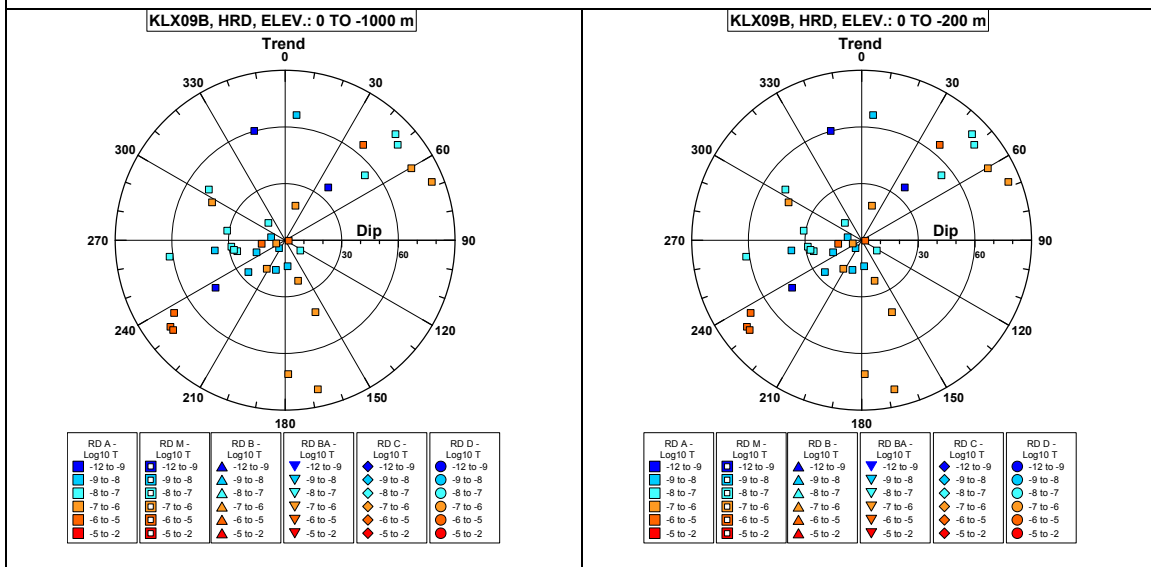 KLX09B, HRD, ELEV.: 0 TO -1000 m
Trend
0
330 30
300 60
270 Dip 90
30 60
240 120
210 150
180
RD A - RD M - RD B - RD BA - RD C - RD D -
Log10 T Log10 T Log10 T Log10 T Log10 T Log10 T
-12 to -9 -12 to -9 -12 to -9 -12 to -9 -12 to -9 -12 to -9
-9 to -8 -9 to -8 -9 to -8 -9 to -8 -9 to -8 -9 to -8
-8 to -7 -8 to -7 -8 to -7 -8 to -7 -8 to -7 -8 to -7
-7 to -6 -7 to -6 -7 to -6 -7 to -6 -7 to -6 -7 to -6
-6 to -5 -6 to -5 -6 to -5 -6 to -5 -6 to -5 -6 to -5
-5 to -2 -5 to -2 -5 to -2 -5 to -2 -5 to -2 -5 to -2
KLX09B, HRD, ELEV.: 0 TO -200 m
Trend
0
330 30
300 60
270 Dip 90
30 60
240 120
210 150
180
RD A - RD M - RD B - RD BA - RD C - RD D -
Log10 T Log10 T Log10 T Log10 T Log10 T Log10 T
-12 to -9 -12 to -9 -12 to -9 -12 to -9 -12 to -9 -12 to -9
-9 to -8 -9 to -8 -9 to -8 -9 to -8 -9 to -8 -9 to -8
-8 to -7 -8 to -7 -8 to -7 -8 to -7 -8 to -7 -8 to -7
-7 to -6 -7 to -6 -7 to -6 -7 to -6 -7 to -6 -7 to -6
-6 to -5 -6 to -5 -6 to -5 -6 to -5 -6 to -5 -6 to -5
-5 to -2 -5 to -2 -5 to -2 -5 to -2 -5 to -2 -5 to -2